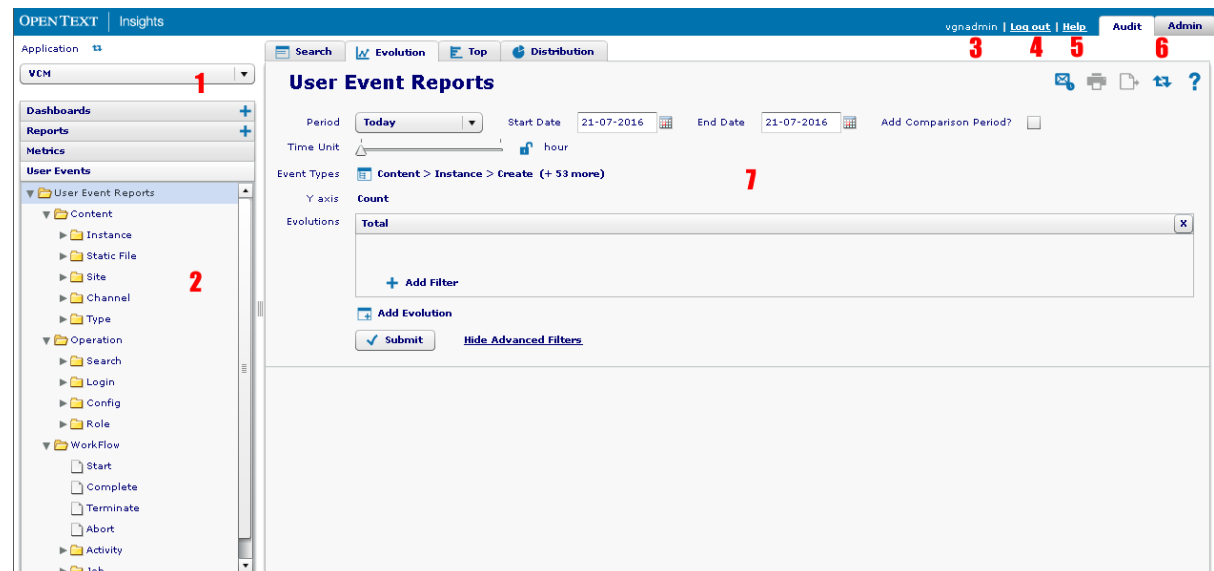 OPENTEXT | Insights
vgnadmin | Log out | Help
Audit
Admin
3 4 5 6
Application
VCM
1
Dashboards
Reports
Metrics
User Events
User Event Reports
Content
Instance
Static File
Site
2
Channel
Type
Operation
Search
Login
Config
Role
WorkFlow
Start
Complete
Terminate
Abort
Activity
Job
Search
Evolution
Top
Distribution
User Event Reports
?
Period Today Start Date 21-07-2016 End Date 21-07-2016 Add Comparison Period?
Time Unit hour
Event Types Content > Instance > Create (+ 53 more)
7
Y axis Count
Evolutions Total X
Add Filter
Add Evolution
Submit Hide Advanced Filters